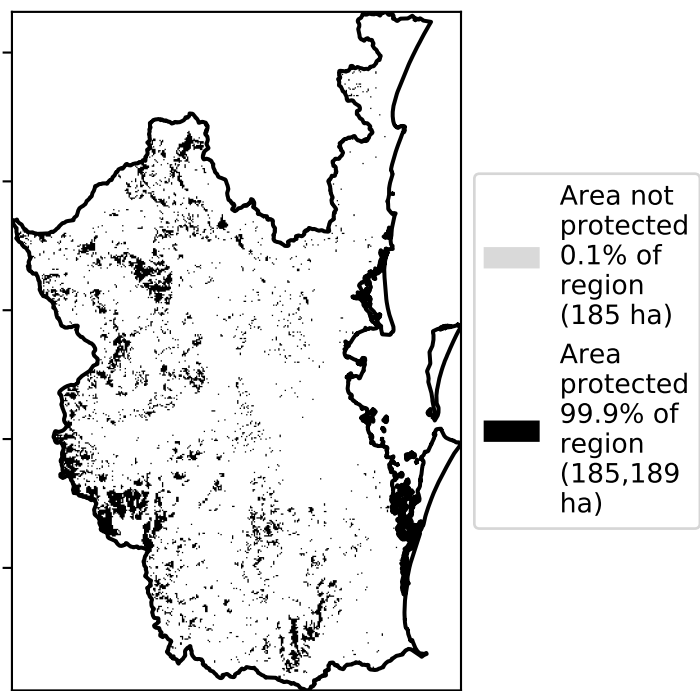 Area not
protected
0.1% of
region
(185 ha)
Area
protected
99.9% of
region
(185,189
ha)